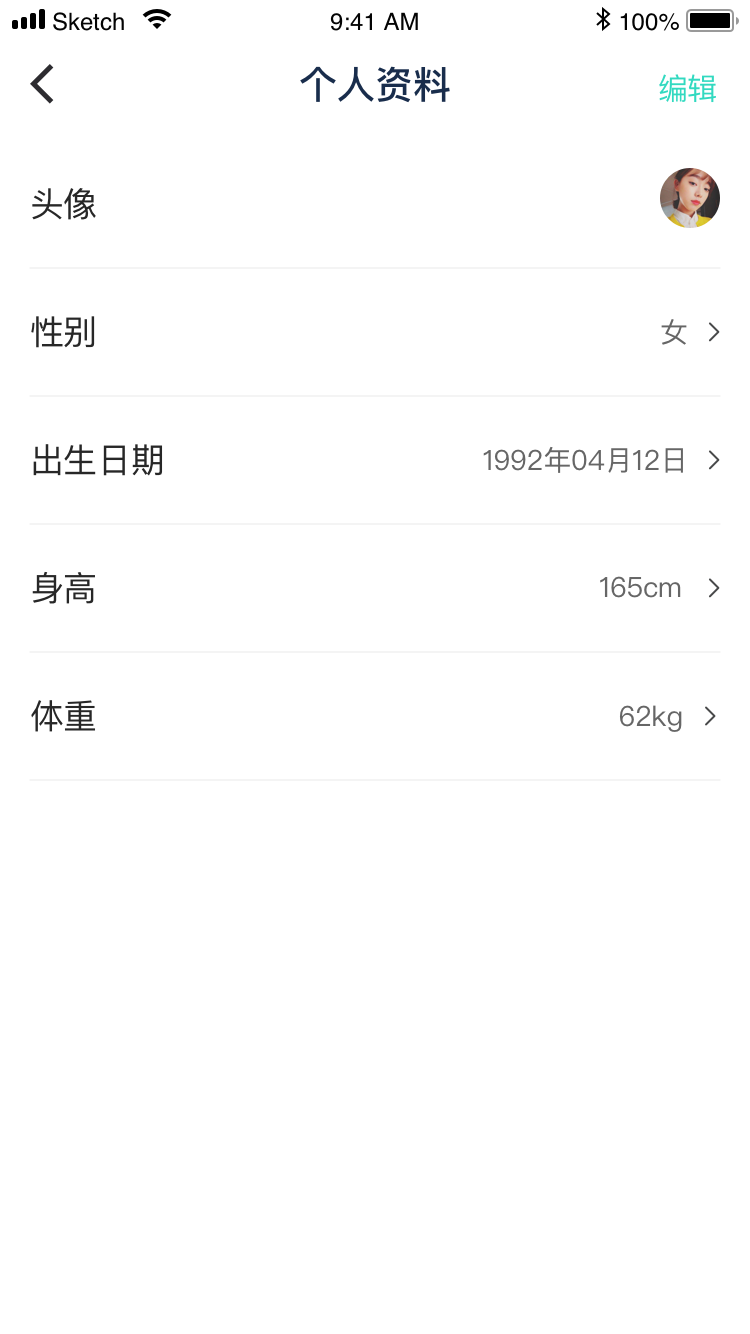 Sketch 9:41 AM 100%
个人资料 编辑
头像
性别 女
出生日期 1992年04月12日
身高 165cm
体重 62kg